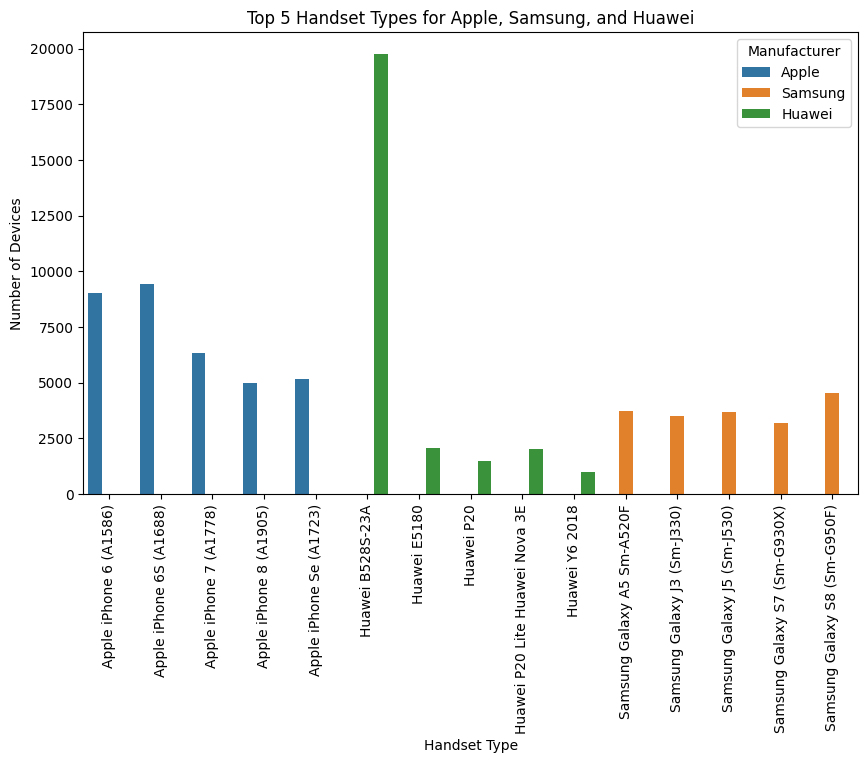 Top 5 Handset Types for Apple, Samsung, and Huawei
Manufacturer
Apple
Samsung
Huawei
Number of Devices
20000
17500
15000
12500
10000
7500
5000
2500
0
Apple iPhone 6 (A1586)
Apple iPhone 6S (A1688)
Apple iPhone 7 (A1778)
Apple iPhone 8 (A1905)
Apple iPhone Se (A1723)
Huawei B528S-23A
Huawei E5180
Huawei P20
Huawei P20 Lite Huawei Nova 3E
Huawei Y6 2018
Samsung Galaxy A5 Sm-A520F
Samsung Galaxy J3 (Sm-J330)
Samsung Galaxy J5 (Sm-J530)
Samsung Galaxy S7 (Sm-G930X)
Samsung Galaxy S8 (Sm-G950F)
Handset Type